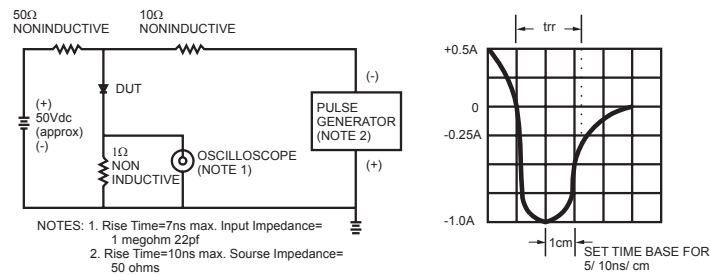 50Ω
NONINDUCTIVE
10Ω
NONINDUCTIVE
(+)
50Vdc
(approx)
(-)
DUT
1Ω
NON
INDUCTIVE
OSCILLOSCOPE
(NOTE 1)
(-)
PULSE
GENERATOR
(NOTE 2)
(+)
NOTES: 1. Rise Time=7ns max. Input Impedance=
1 megohm 22pf
2. Rise Time=10ns max. Sourse Impedance=
50 ohms
trr
+0.5A
0
-0.25A
-1.0A
1cm
SET TIME BASE FOR
5/ 10ns/ cm